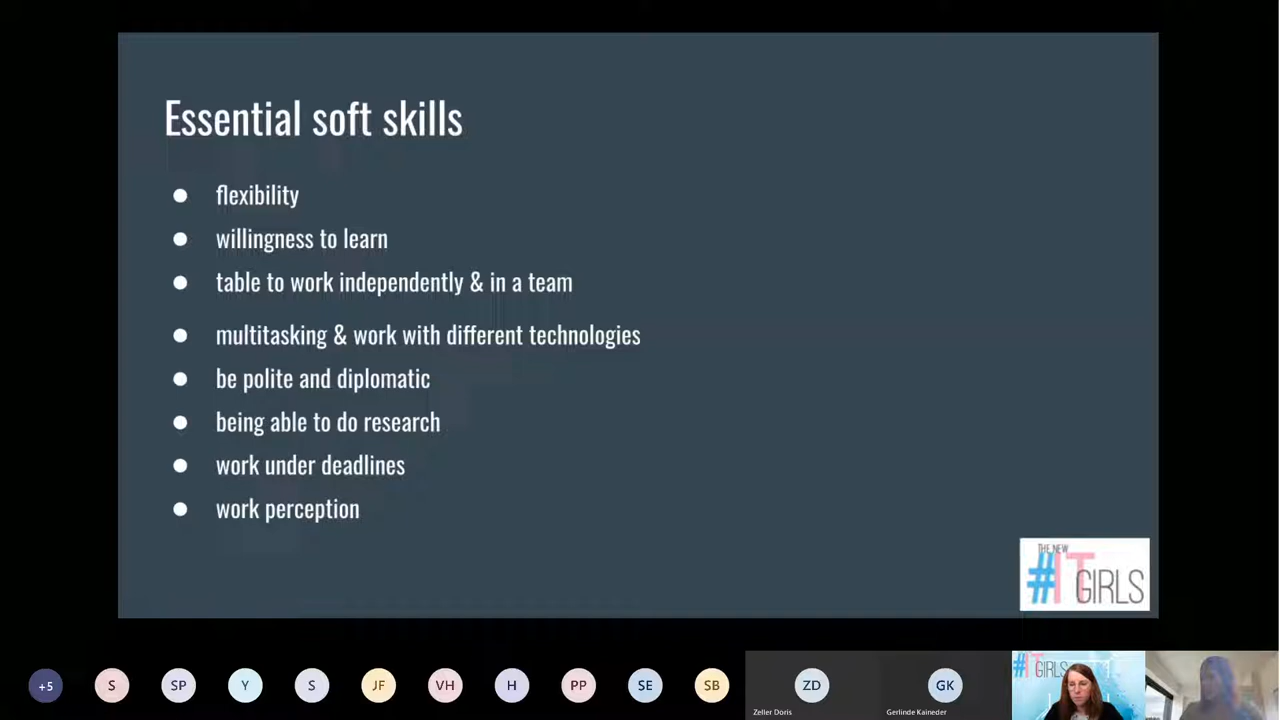 Essential soft skills
flexibility
willingness to learn
table to work independently & in a team
multitasking & work with different technologies
be polite and diplomatic
being able to do research
work under deadlines
work perception
THE NEW
#IT
GIRLS
+5
S
SP
Y
S
JF
VH
H
PP
SE
SB
ZD
Zeller Doris
GK
Gerlinde Kaineder
#IT
GIRLS